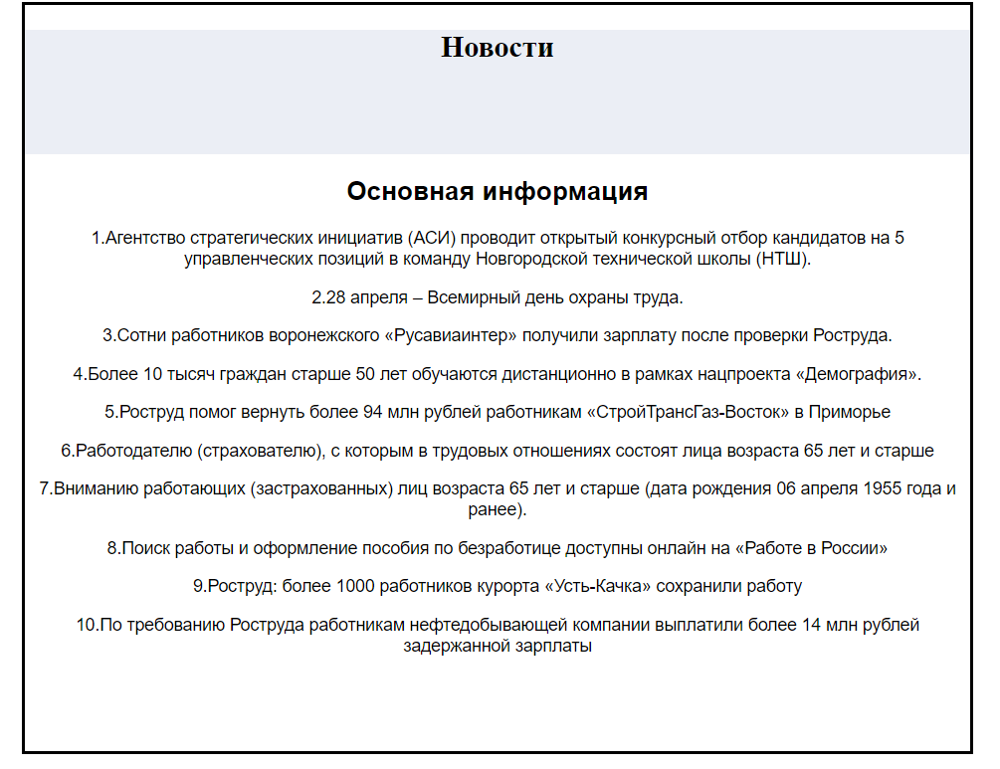 Новости
Основная информация
1.Агентство стратегических инициатив (АСИ) проводит открытый конкурсный отбор кандидатов на 5
управленческих позиций в команду Новгородской технической школы (НТШ).
2.28 апреля – Всемирный день охраны труда.
3.Сотни работников воронежского «Русавиаинтер» получили зарплату после проверки Роструда.
4.Более 10 тысяч граждан старше 50 лет обучаются дистанционно в рамках нацпроекта «Демография».
5.Роструд помог вернуть более 94 млн рублей работникам «СтройТрансГаз-Восток» в Приморье
6.Работодателю (страхователю), с которым в трудовых отношениях состоят лица возраста 65 лет и старше
7.Вниманию работающих (застрахованных) лиц возраста 65 лет и старше (дата рождения 06 апреля 1955 года и
ранее).
8.Поиск работы и оформление пособия по безработице доступны онлайн на «Работе в России»
9.Роструд: более 1000 работников курорта «Усть-Качка» сохранили работу
10.По требованию Роструда работникам нефтедобывающей компании выплатили более 14 млн рублей
задержанной зарплаты